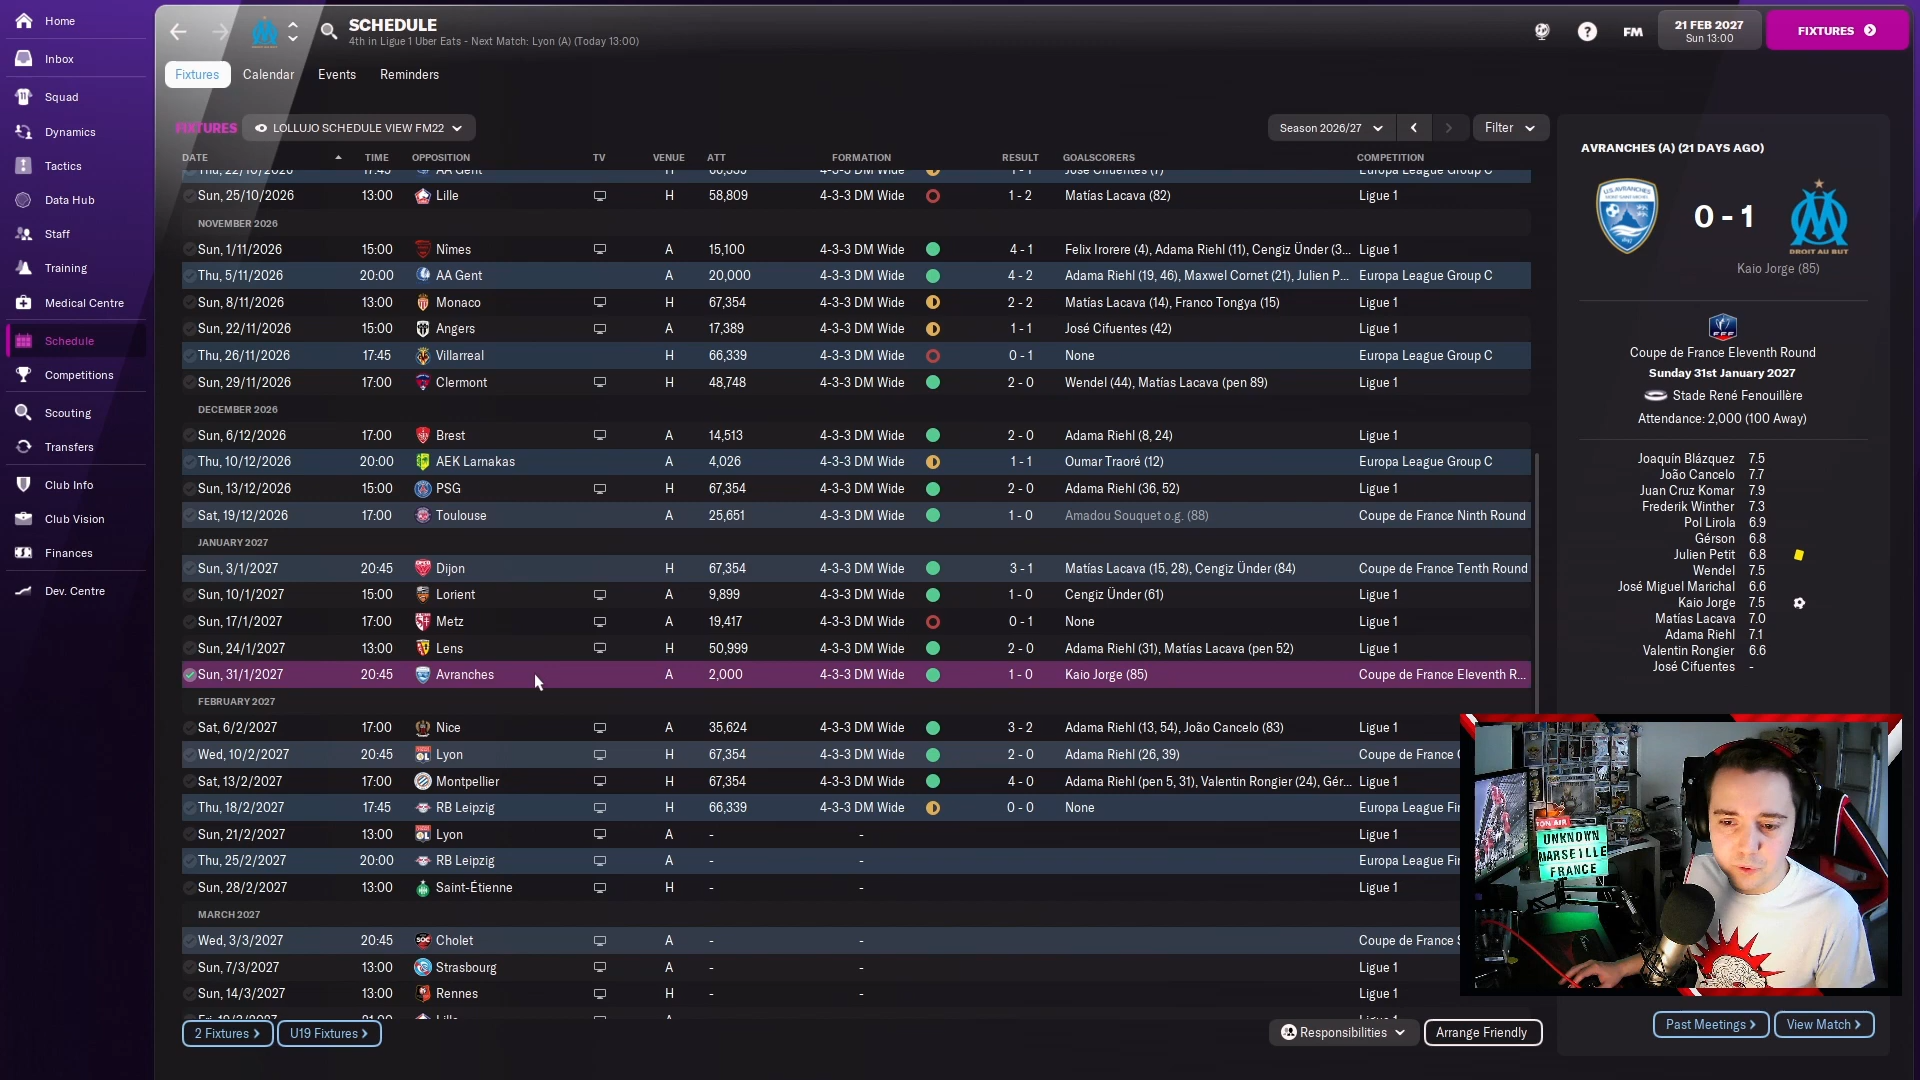 Home
Inbox
Squad
Dynamics
Tactics
Data Hub
Staff
Training
Medical Centre
Schedule
Competitions
Scouting
Transfers
Club Info
Club Vision
Finances
Dev. Centre
SCHEDULE
4th in Ligue 1 Uber Eats - Next Match: Lyon (A) (Today 13:00)
FM
21 FEB 2027
Sun 13:00
FIXTURES
Fixtures Calendar Events Reminders
FIXTURES LOLLUJO SCHEDULE VIEW FM22 Season 2026/27 Filter
DATE TIME OPPOSITION TV VENUE ATT FORMATION RESULT GOALSCORERS COMPETITION
Thu, 22/10/2026 17:45 AA Gent H 4-3-3 DM Wide 1 - 1 José Cifuentes (7) Europa League Group C
Sun, 25/10/2026 13:00 Lille H 58,809 4-3-3 DM Wide 1 - 2 Matías Lacava (82) Ligue 1
NOVEMBER 2026
Sun, 1/11/2026 15:00 Nîmes A 15,100 4-3-3 DM Wide 4 - 1 Felix Irorere (4), Adama Riehl (11), Cengiz Ünder (3... Ligue 1
Thu, 5/11/2026 20:00 AA Gent A 20,000 4-3-3 DM Wide 4 - 2 Adama Riehl (19, 46), Maxwel Cornet (21), Julien P... Europa League Group C
Sun, 8/11/2026 13:00 Monaco H 67,354 4-3-3 DM Wide 2 - 2 Matías Lacava (14), Franco Tongya (15) Ligue 1
Sun, 22/11/2026 15:00 Angers A 17,389 4-3-3 DM Wide 1 - 1 José Cifuentes (42) Ligue 1
Thu, 26/11/2026 17:45 Villarreal H 66,339 4-3-3 DM Wide 0 - 1 None Europa League Group C
Sun, 29/11/2026 17:00 Clermont H 48,748 4-3-3 DM Wide 2 - 0 Wendel (44), Matías Lacava (pen 89) Ligue 1
DECEMBER 2026
Sun, 6/12/2026 17:00 Brest A 14,513 4-3-3 DM Wide 2 - 0 Adama Riehl (8, 24) Ligue 1
Thu, 10/12/2026 20:00 AEK Larnakas A 4,026 4-3-3 DM Wide 1 - 1 Oumar Traoré (12) Europa League Group C
Sun, 13/12/2026 15:00 PSG H 67,354 4-3-3 DM Wide 2 - 0 Adama Riehl (36, 52) Ligue 1
Sat, 19/12/2026 17:00 Toulouse A 25,651 4-3-3 DM Wide 1 - 0 Amadou Souquet o.g. (88) Coupe de France Ninth Round
JANUARY 2027
Sun, 3/1/2027 20:45 Dijon H 67,354 4-3-3 DM Wide 3 - 1 Matías Lacava (15, 28), Cengiz Ünder (84) Coupe de France Tenth Round
Sun, 10/1/2027 15:00 Lorient A 9,899 4-3-3 DM Wide 1 - 0 Cengiz Ünder (61) Ligue 1
Sun, 17/1/2027 17:00 Metz A 19,417 4-3-3 DM Wide 0 - 1 None Ligue 1
Sun, 24/1/2027 13:00 Lens H 50,999 4-3-3 DM Wide 2 - 0 Adama Riehl (31), Matías Lacava (pen 52) Ligue 1
Sun, 31/1/2027 20:45 Avranches A 2,000 4-3-3 DM Wide 1 - 0 Kaio Jorge (85) Coupe de France Eleventh R...
FEBRUARY 2027
Sat, 6/2/2027 17:00 Nice A 35,624 4-3-3 DM Wide 3 - 2 Adama Riehl (13, 54), João Cancelo (83) Ligue 1
Wed, 10/2/2027 20:45 Lyon H 67,354 4-3-3 DM Wide 2 - 0 Adama Riehl (26, 39) Coupe de France
Sat, 13/2/2027 17:00 Montpellier H 67,354 4-3-3 DM Wide 4 - 0 Adama Riehl (pen 5, 31), Valentin Rongier (24), Gér... Ligue 1
Thu, 18/2/2027 17:45 RB Leipzig H 66,339 4-3-3 DM Wide 0 - 0 None Europa League Fi
Sun, 21/2/2027 13:00 Lyon A - - Ligue 1
Thu, 25/2/2027 20:00 RB Leipzig A - - Europa League Fi
Sun, 28/2/2027 13:00 Saint-Étienne H - - Ligue 1
MARCH 2027
Wed, 3/3/2027 20:45 Cholet A - - Coupe de France S
Sun, 7/3/2027 13:00 Strasbourg A - - Ligue 1
Sun, 14/3/2027 13:00 Rennes H - - Ligue 1
2 Fixtures U19 Fixtures Responsibilities Arrange Friendly
AVRANCHES (A) (21 DAYS AGO)
U.S. AVRANCHES
0 - 1
DROIT AU BUT
Kaio Jorge (85)
FFF
Coupe de France Eleventh Round
Sunday 31st January 2027
Stade René Fenouillère
Attendance: 2,000 (100 Away)
Joaquín Blázquez 7.5
João Cancelo 7.7
Juan Cruz Komar 7.9
Frederik Winther 7.3
Pol Lirola 6.9
Gérson 6.8
Julien Petit 6.8
Wendel 7.5
José Miguel Marichal 6.6
Kaio Jorge 7.5
Matías Lacava 7.0
Adama Riehl 7.1
Valentin Rongier 6.6
José Cifuentes -
ON AIR
UNKNOWN
MARSEILLE
FRANCE
Past Meetings View Match